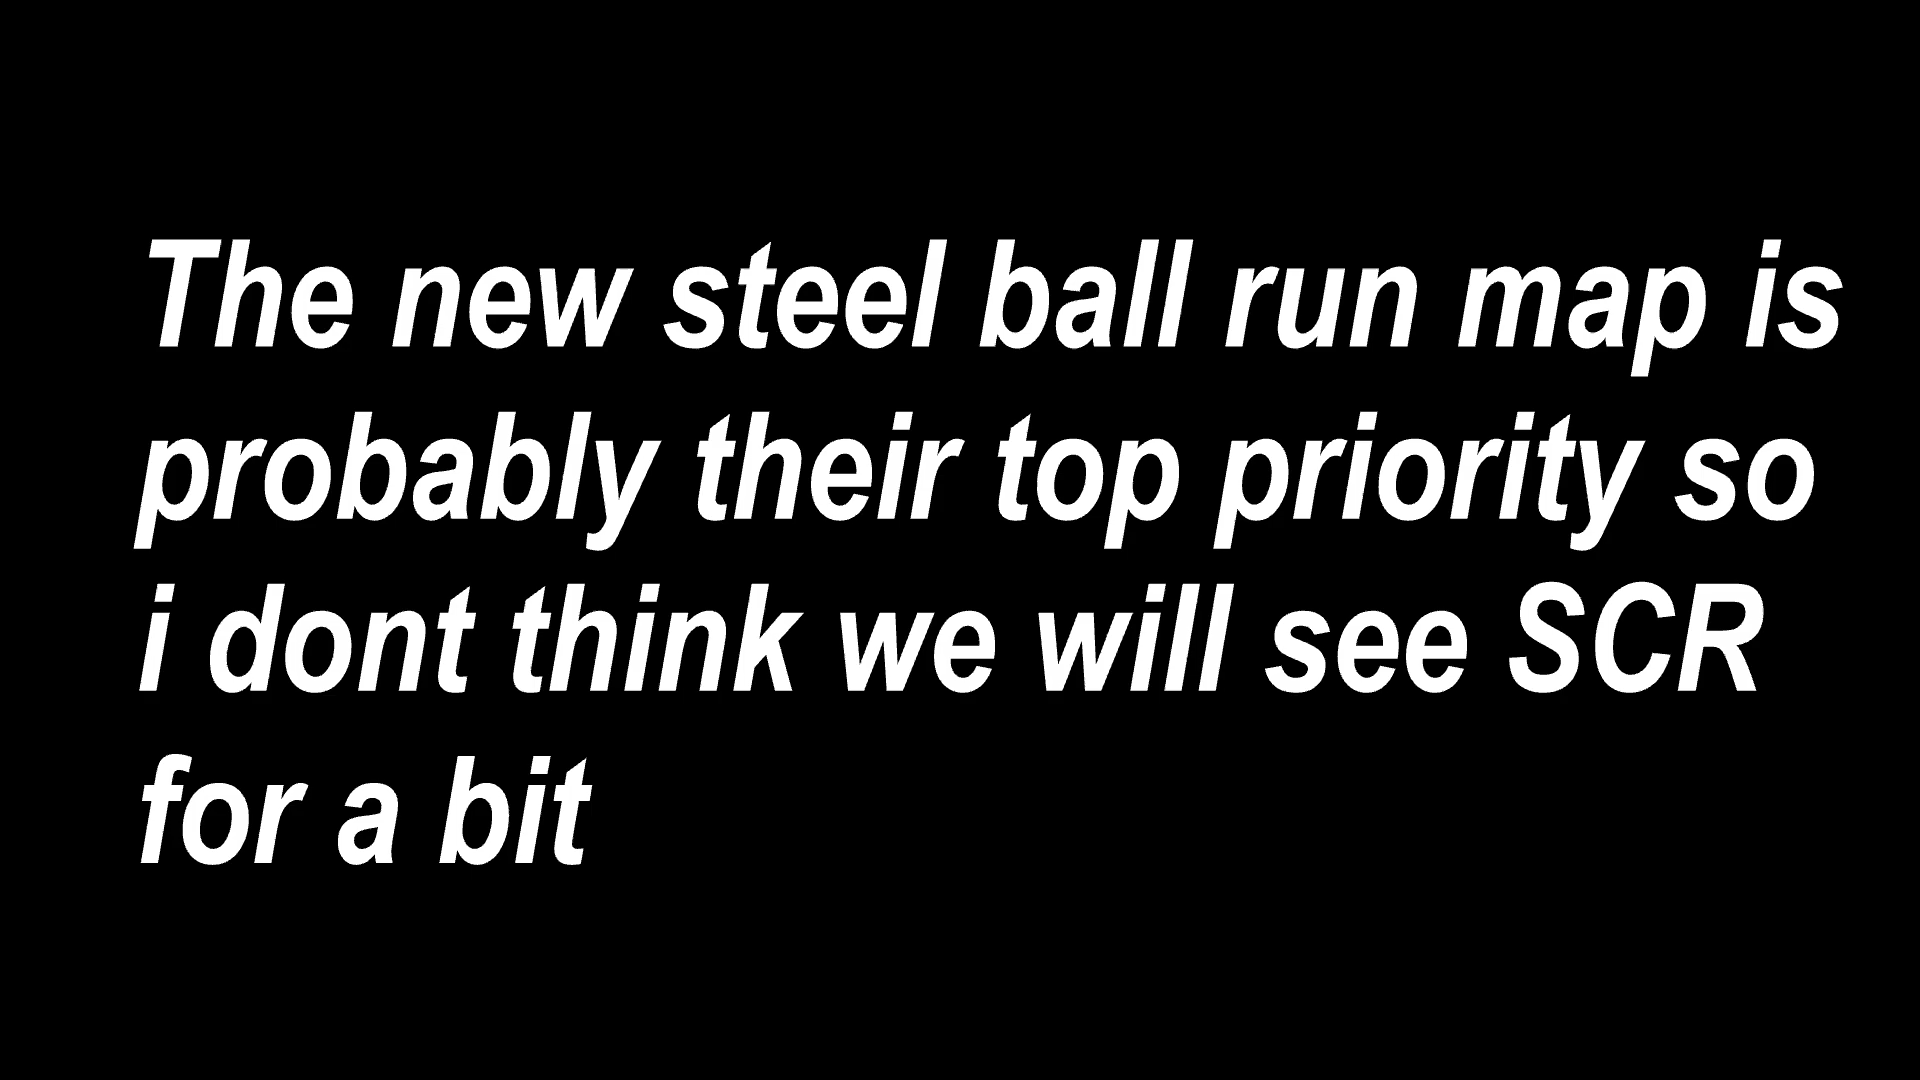 The new steel ball run map is
probably their top priority so
i dont think we will see SCR
for a bit